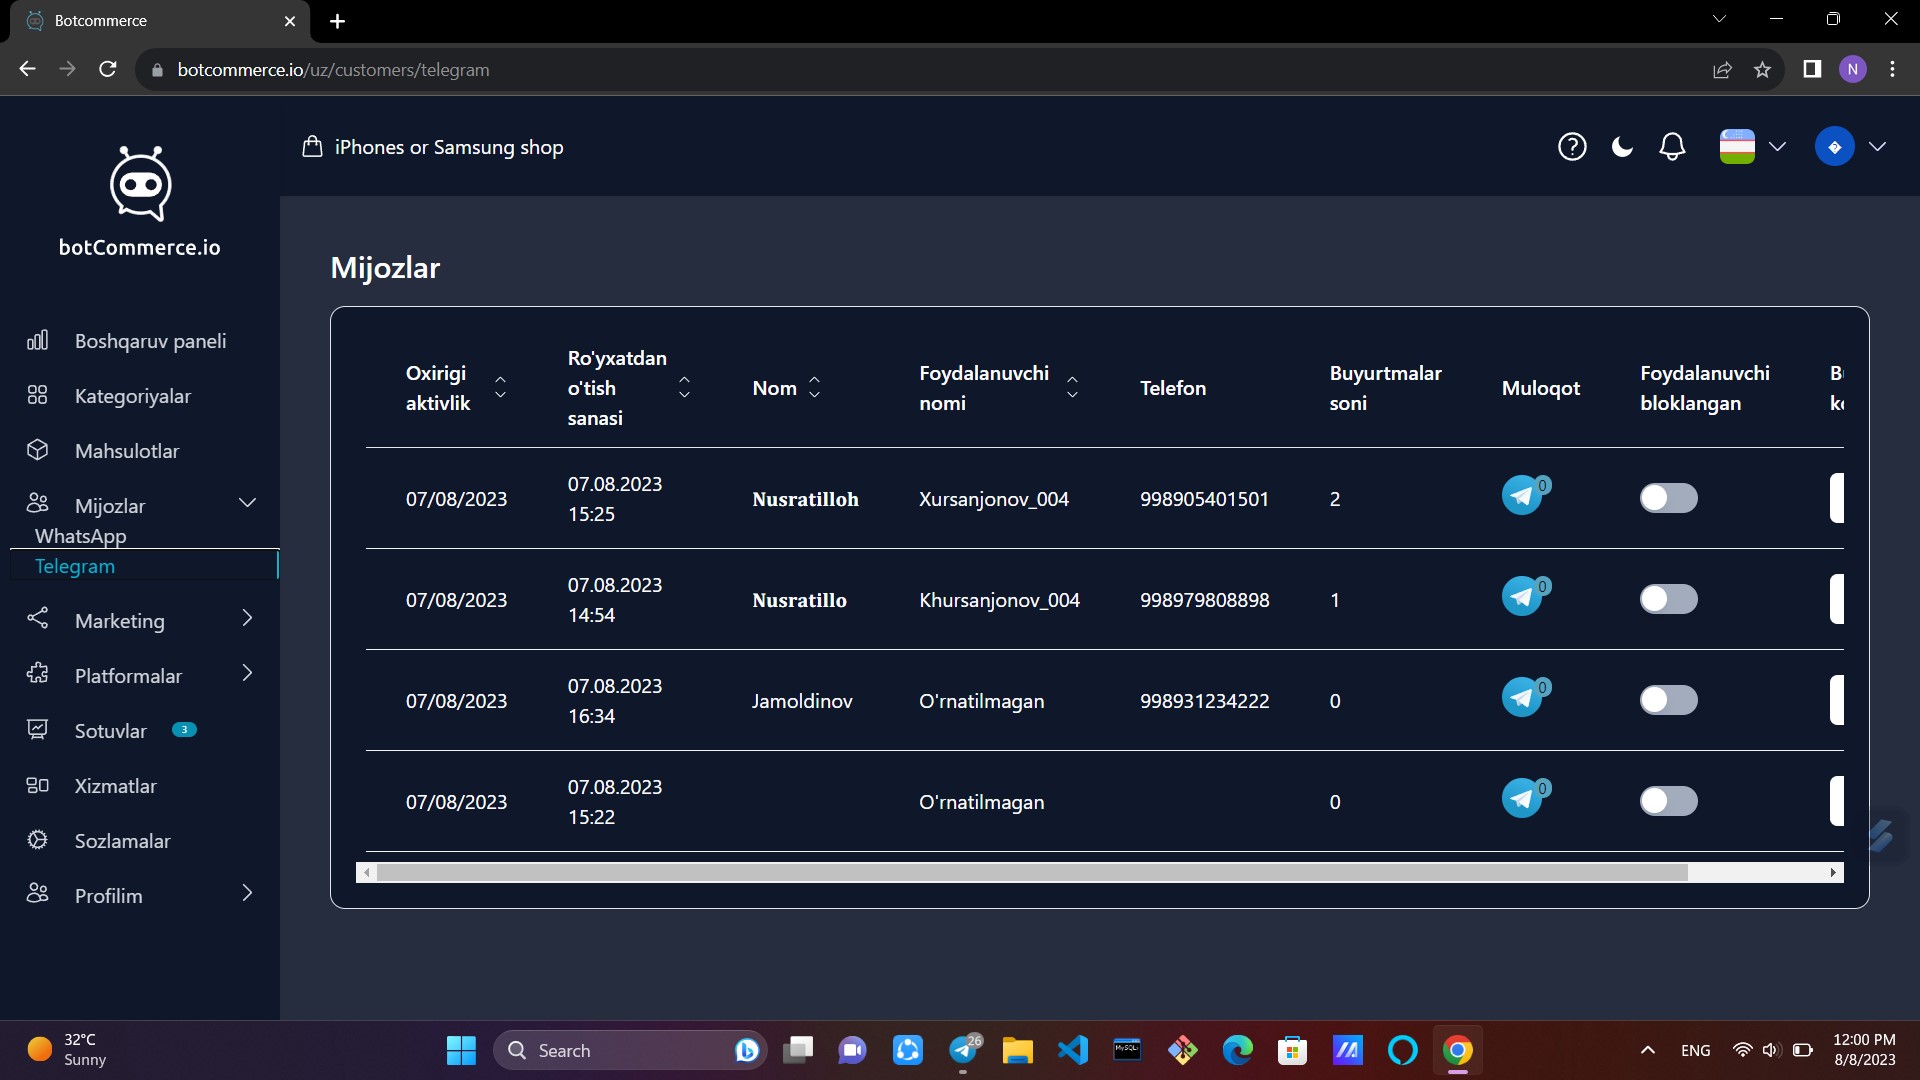 Botcommerce
botcommerce.io/uz/customers/telegram
N
botCommerce.io
iPhones or Samsung shop
Boshqaruv paneli
Kategoriyalar
Mahsulotlar
Mijozlar
WhatsApp
Telegram
Marketing
Platformalar
Sotuvlar 3
Xizmatlar
Sozlamalar
Profilim
Mijozlar
Oxirigi aktivlik Ro'yxatdan o'tish sanasi Nom Foydalanuvchi nomi Telefon Buyurtmalar soni Muloqot Foydalanuvchi bloklangan
07/08/2023 07.08.2023 15:25 Nusratilloh Xursanjonov_004 998905401501 2 0
07/08/2023 07.08.2023 14:54 Nusratillo Khursanjonov_004 998979808898 1 0
07/08/2023 07.08.2023 16:34 Jamoldinov O'rnatilmagan 998931234222 0 0
07/08/2023 07.08.2023 15:22 O'rnatilmagan 0 0
32°C
Sunny
Search
26
MySQL
ENG
12:00 PM
8/8/2023